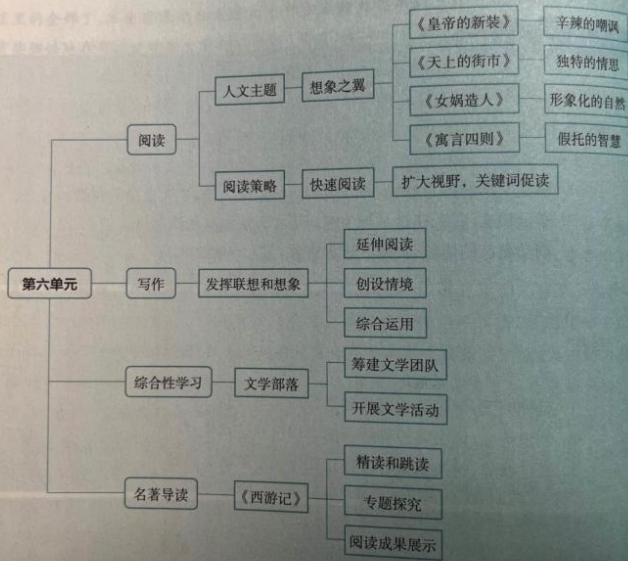 《皇帝的新装》 辛辣的嘲讽
《天上的街市》 独特的情思
人文主题 想象之翼
《女娲造人》 形象化的自然
阅读
《寓言四则》 假托的智慧
阅读策略 快速阅读 扩大视野，关键词促读
延伸阅读
第六单元 写作 发挥联想和想象 创设情境
综合运用
筹建文学团队
综合性学习 文学部落
开展文学活动
精读和跳读
名著导读 《西游记》 专题探究
阅读成果展示